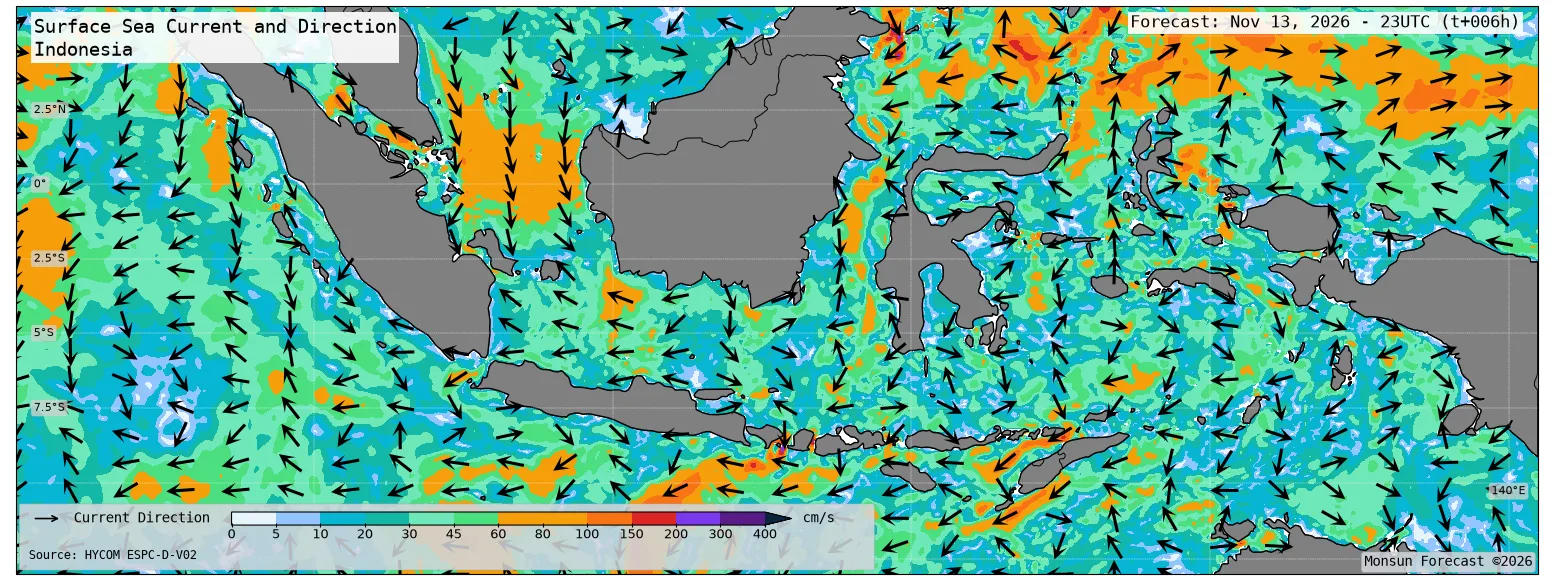 Surface Sea Current and Direction
Indonesia
Forecast: Nov 13, 2026 - 23UTC (t+006h)
2.5°N
0°
2.5°S
5°S
7.5°S
140°E
Current Direction
0 5 10 20 30 45 60 80 100 150 200 300 400 cm/s
Source: HYCOM ESPC-D-V02
Monsun Forecast ©2026